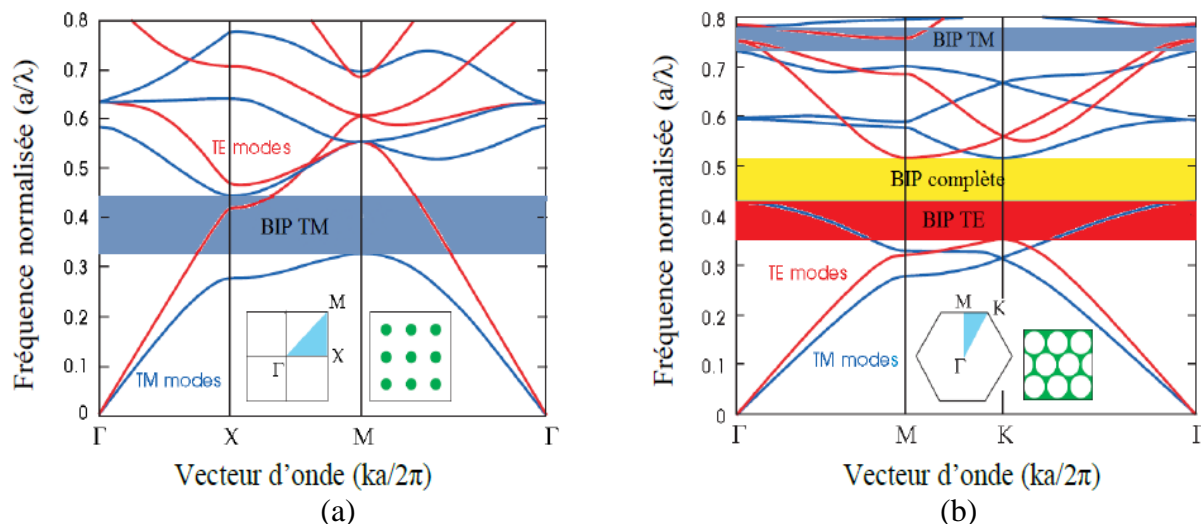 Fréquence normalisée (a/λ)
0.8
0.7
0.6
0.5
0.4
0.3
0.2
0.1
0
TE modes
BIP TM
TM modes
M
Γ
X
Γ
X
M
Γ
Vecteur d’onde (ka/2π)
(a)
Fréquence normalisée (a/λ)
0.8
0.7
0.6
0.5
0.4
0.3
0.2
0.1
0
BIP TM
BIP complète
BIP TE
TE modes
TM modes
M
K
Γ
Γ
M
K
Vecteur d’onde (ka/2π)
(b)